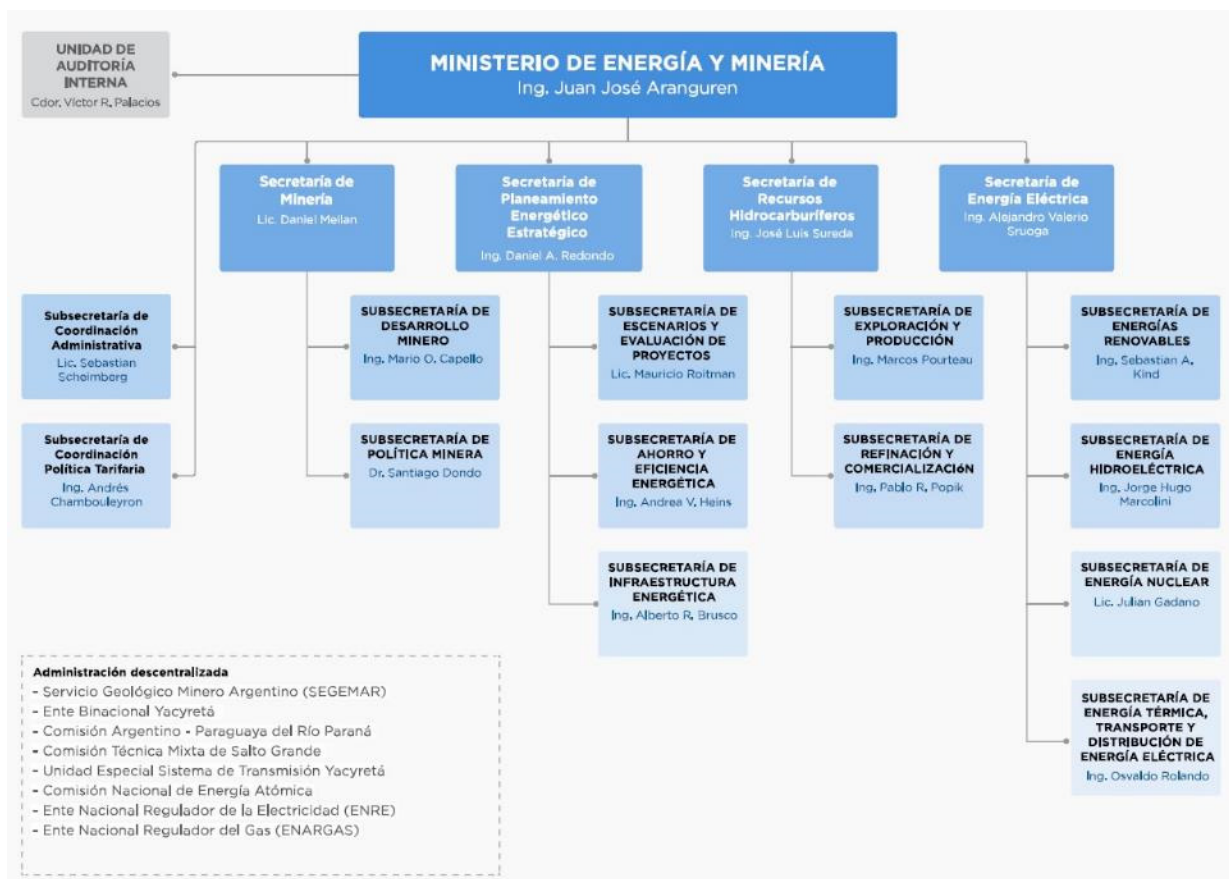 UNIDAD DE
AUDITORÍA
INTERNA
Cdor. Víctor R. Palacios
MINISTERIO DE ENERGÍA Y MINERÍA
Ing. Juan José Aranguren
Secretaría de
Minería
Lic. Daniel Meilan
Secretaría de
Planeamiento
Energético
Estratégico
Ing. Daniel A. Redondo
Secretaría de
Recursos
Hidrocarburíferos
Ing. José Luis Sureda
Secretaría de
Energía Eléctrica
Ing. Alejandro Valerio
Sruoga
Subsecretaría de
Coordinación
Administrativa
Lic. Sebastian
Scheimberg
Subsecretaría de
Coordinación
Política Tarifaria
Ing. Andrés
Chambouleyron
SUBSECRETARÍA DE
DESARROLLO
MINERO
Ing. Mario O. Capello
SUBSECRETARÍA DE
POLÍTICA MINERA
Dr. Santiago Dondo
SUBSECRETARÍA DE
ESCENARIOS Y
EVALUACIÓN DE
PROYECTOS
Lic. Mauricio Roitman
SUBSECRETARÍA DE
AHORRO Y
EFICIENCIA
ENERGÉTICA
Ing. Andrea V. Heins
SUBSECRETARÍA DE
INFRAESTRUCTURA
ENERGÉTICA
Ing. Alberto R. Brusco
SUBSECRETARÍA DE
EXPLORACIÓN Y
PRODUCCIÓN
Ing. Marcos Pourteau
SUBSECRETARÍA DE
REFINACIÓN Y
COMERCIALIZACIóN
Ing. Pablo R. Popik
SUBSECRETARÍA DE
ENERGÍAS
RENOVABLES
Ing. Sebastian A.
Kind
SUBSECRETARÍA DE
ENERGÍA
HIDROELÉCTRICA
Ing. Jorge Hugo
Marcolini
SUBSECRETARÍA DE
ENERGÍA NUCLEAR
Lic. Julian Gadano
SUBSECRETARÍA DE
ENERGÍA TÉRMICA,
TRANSPORTE Y
DISTRIBUCIÓN DE
ENERGÍA ELÉCTRICA
Ing. Osvaldo Rolando
Administración descentralizada
- Servicio Geológico Minero Argentino (SEGEMAR)
- Ente Binacional Yacyretá
- Comisión Argentino - Paraguaya del Río Paraná
- Comisión Técnica Mixta de Salto Grande
- Unidad Especial Sistema de Transmisión Yacyretá
- Comisión Nacional de Energía Atómica
- Ente Nacional Regulador de la Electricidad (ENRE)
- Ente Nacional Regulador del Gas (ENARGAS)